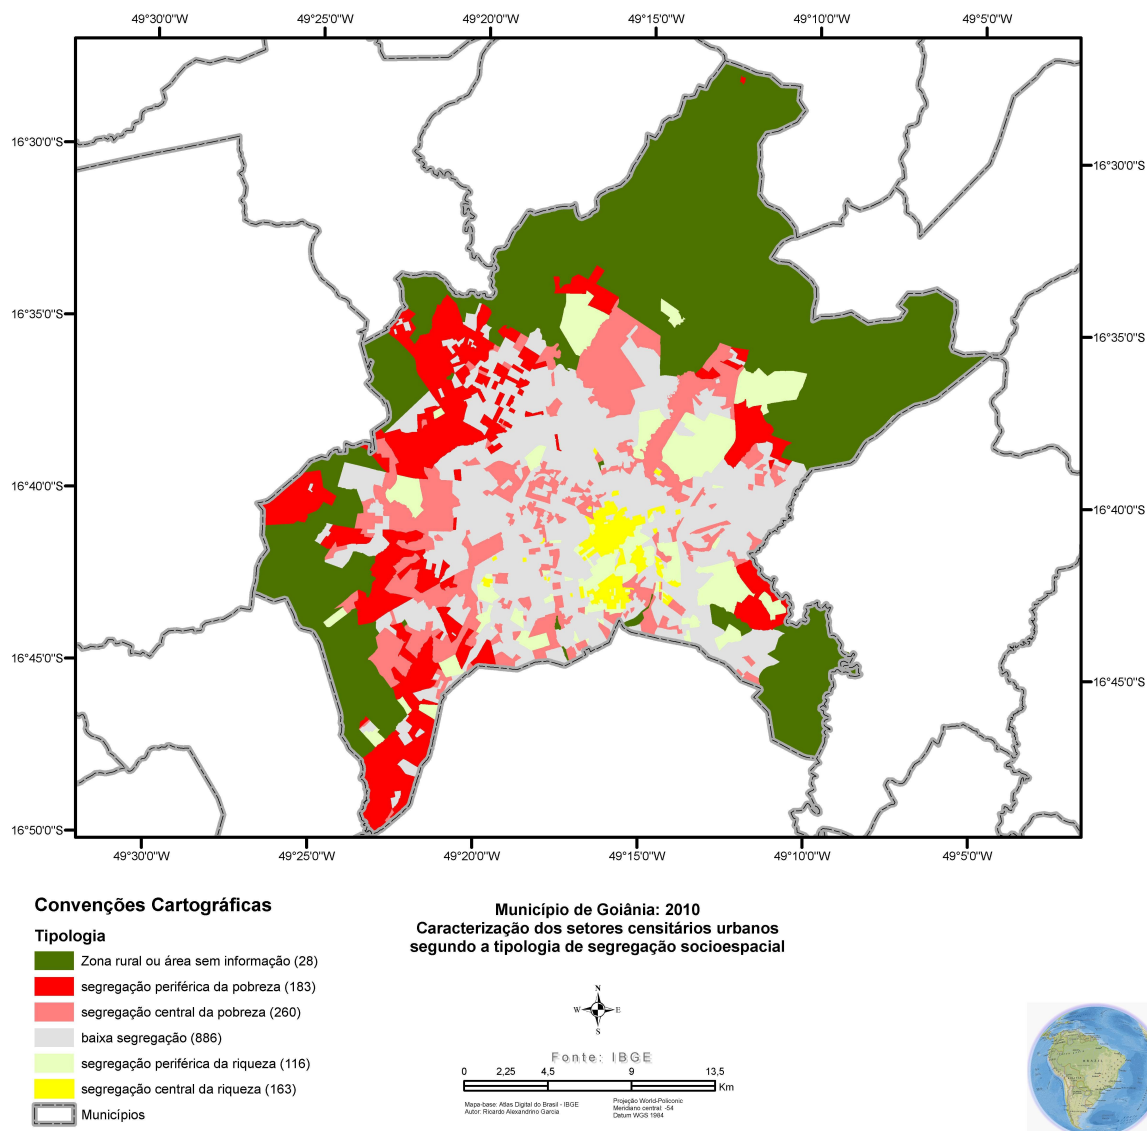 49°30'0"W 49°25'0"W 49°20'0"W 49°15'0"W 49°10'0"W 49°5'0"W
16°30'0"S
16°30'0"S
16°35'0"S
16°35'0"S
16°40'0"S
16°40'0"S
16°45'0"S
16°45'0"S
16°50'0"S
49°30'0"W 49°25'0"W 49°20'0"W 49°15'0"W 49°10'0"W 49°5'0"W
Convenções Cartográficas
Tipologia
Zona rural ou área sem informação (28)
segregação periférica da pobreza (183)
segregação central da pobreza (260)
baixa segregação (886)
segregação periférica da riqueza (116)
segregação central da riqueza (163)
Municípios
Município de Goiânia: 2010
Caracterização dos setores censitários urbanos
segundo a tipologia de segregação socioespacial
N
W E
S
Fonte: IBGE
0 2,25 4,5 9 13,5
Km
Mapa-base: Atlas Digital do Brasil - IBGE
Autor: Ricardo Alexandrino Garcia
Projeção World-Policonic
Meridiano central: -54
Datum WGS 1984
BRAZIL